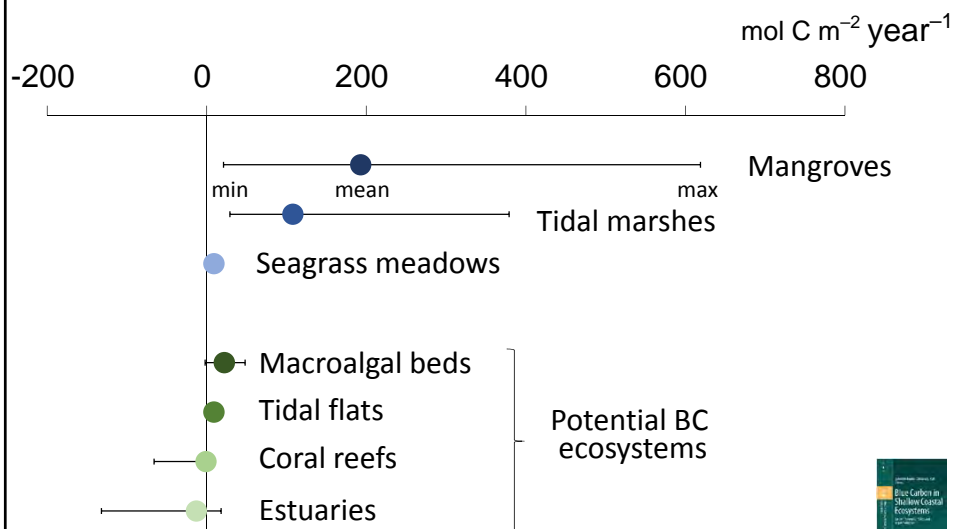 mol C m⁻² year⁻¹
-200 0 200 400 600 800
Mangroves
min mean max
Tidal marshes
Seagrass meadows
Macroalgal beds
Tidal flats
Potential BC
ecosystems
Coral reefs
Estuaries
Blue Carbon in
Shallow Coastal
Ecosystems